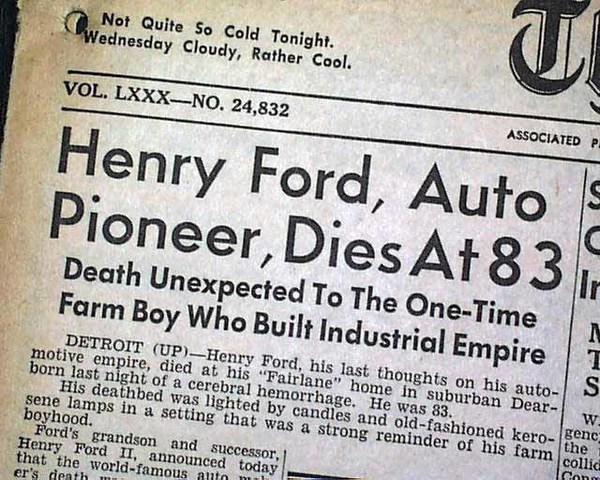 Not Quite So Cold Tonight.
Wednesday Cloudy, Rather Cool.
VOL. LXXX—NO. 24,832
ASSOCIATED
Henry Ford, Auto
Pioneer, Dies At 83
Death Unexpected To The One-Time
Farm Boy Who Built Industrial Empire
DETROIT (UP)—Henry Ford, his last thoughts on his auto-
motive empire, died at his "Fairlane" home in suburban Dear-
born last night of a cerebral hemorrhage. He was 83.
His deathbed was lighted by candles and old-fashioned kero-
sene lamps in a setting that was a strong reminder of his farm
boyhood.
Ford's grandson and successor,
Henry Ford II, announced today
that the world-famous auto
er's death was